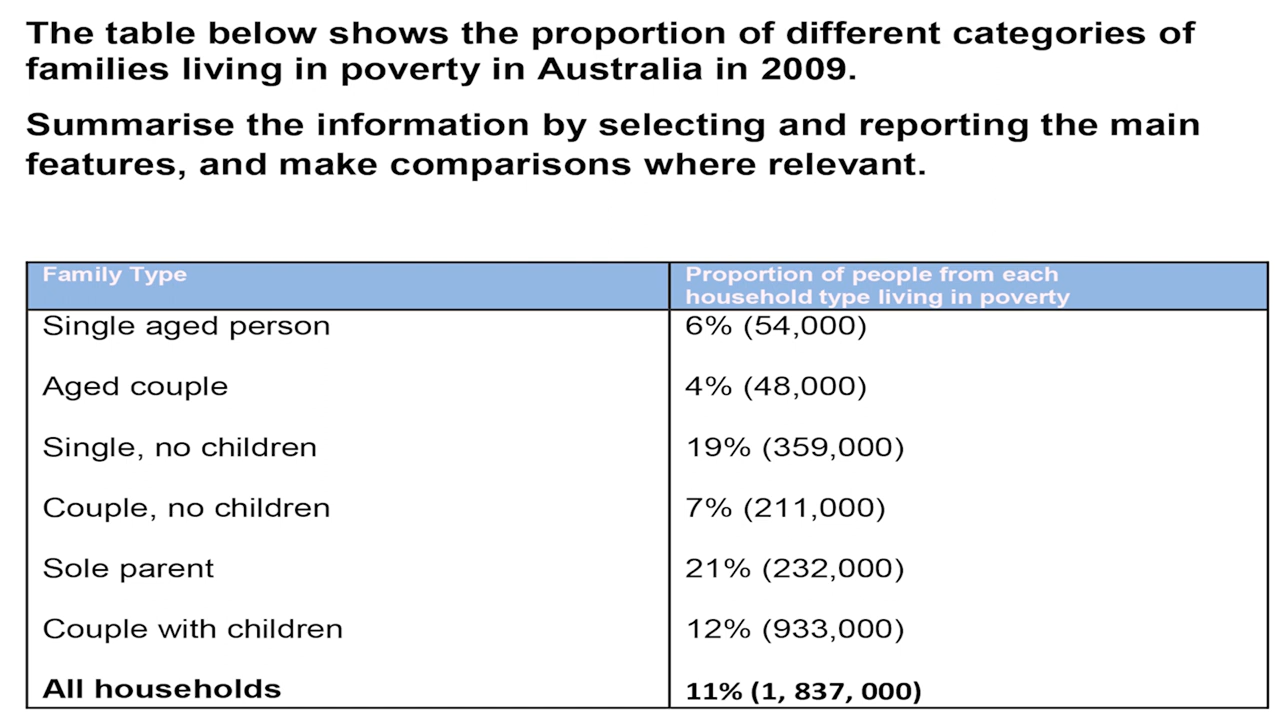 The table below shows the proportion of different categories of
families living in poverty in Australia in 2009.
Summarise the information by selecting and reporting the main
features, and make comparisons where relevant.
Family Type
Proportion of people from each
household type living in poverty
Single aged person 6% (54,000)
Aged couple 4% (48,000)
Single, no children 19% (359,000)
Couple, no children 7% (211,000)
Sole parent 21% (232,000)
Couple with children 12% (933,000)
All households 11% (1, 837, 000)